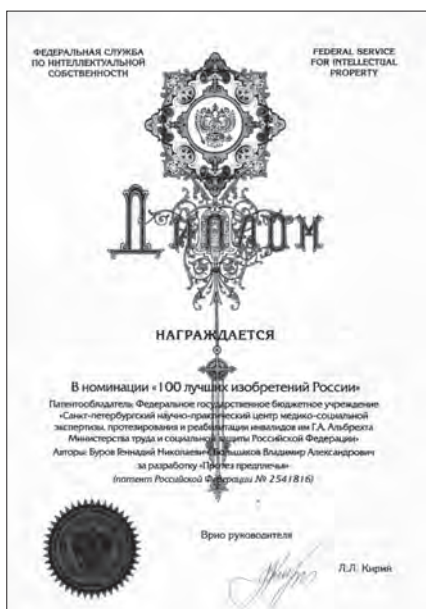 ФЕДЕРАЛЬНАЯ СЛУЖБА
ПО ИНТЕЛЛЕКТУАЛЬНОЙ
СОБСТВЕННОСТИ
FEDERAL SERVICE
FOR INTELLECTUAL
PROPERTY
ДИПЛОМ
НАГРАЖДАЕТСЯ
В номинации «100 лучших изобретений России»
Патентообладатель: Федеральное государственное бюджетное учреждение
«Санкт-петербургский научно-практический центр медико-социальной
экспертизы, протезирования и реабилитации инвалидов им Г.А. Альбрехта
Министерства труда и социальной защиты Российской Федерации»
Авторы: Буров Геннадий Николаевич, Большаков Владимир Александрович
за разработку «Протез предплечья»
(патент Российской Федерации № 2541816)
Врио руководителя
Л.Л. Кирий